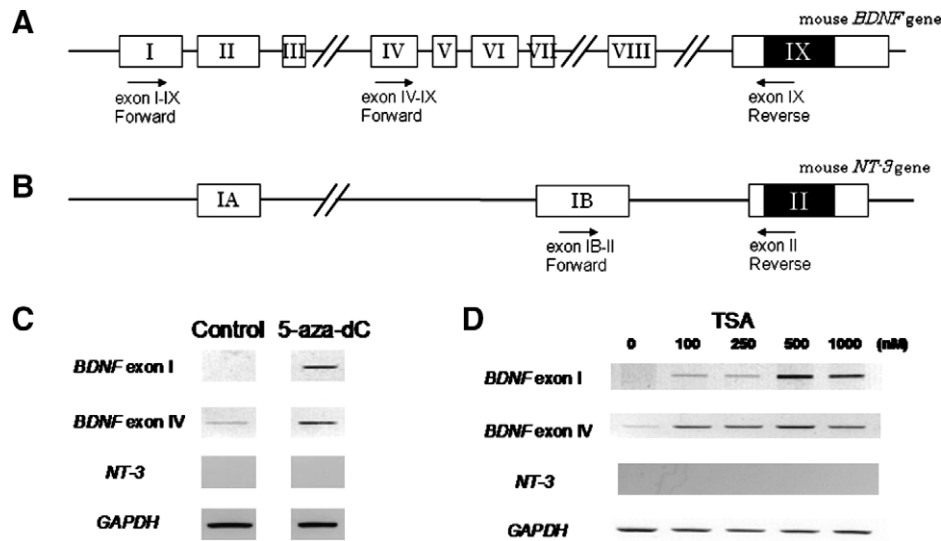 A
mouse BDNF gene
I II III IV V VI VII VIII IX
exon I-IX
Forward
exon IV-IX
Forward
exon IX
Reverse
B
mouse NT-3 gene
IA IB II
exon IB-II
Forward
exon II
Reverse
C
Control 5-aza-dC
BDNF exon I
BDNF exon IV
NT-3
GAPDH
D
TSA
0 100 250 500 1000 (nM)
BDNF exon I
BDNF exon IV
NT-3
GAPDH